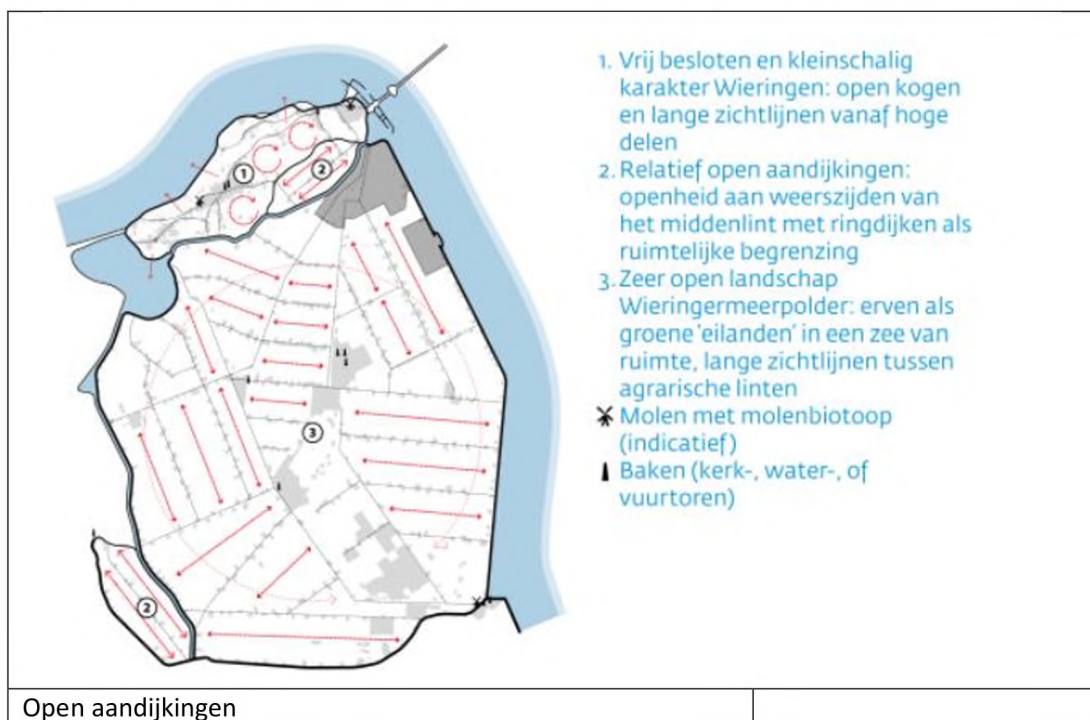 1. Vrij besloten en kleinschalig
karakter Wieringen: open kogen
en lange zichtlijnen vanaf hoge
delen
2. Relatief open aandijkingen:
openheid aan weerszijden van
het middenlint met ringdijken als
ruimtelijke begrenzing
3. Zeer open landschap
Wieringermeerpolder: erven als
groene 'eilanden' in een zee van
ruimte, lange zichtlijnen tussen
agrarische linten
Molen met molenbiotoop
(indicatief)
Baken (kerk-, water-, of
vuurtoren)
1
2
3
2
Open aandijkingen